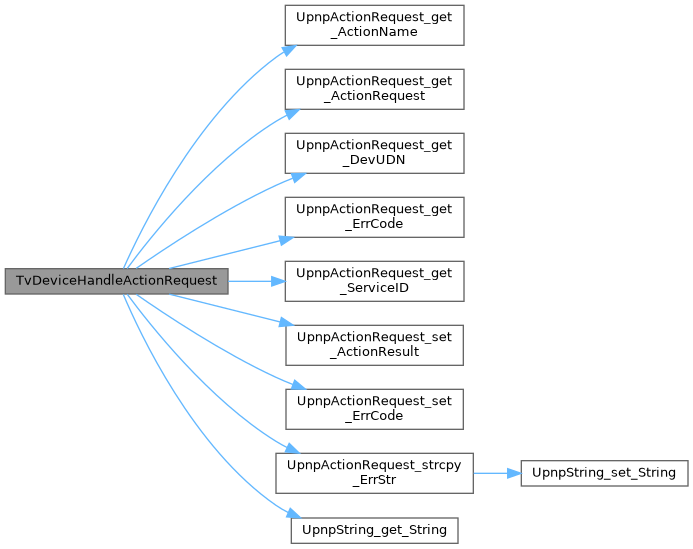 UpnpActionRequest_get
_ActionName
UpnpActionRequest_get
_ActionRequest
UpnpActionRequest_get
_DevUDN
UpnpActionRequest_get
_ErrCode
TvDeviceHandleActionRequest
UpnpActionRequest_get
_ServiceID
UpnpActionRequest_set
_ActionResult
UpnpActionRequest_set
_ErrCode
UpnpActionRequest_strcpy
_ErrStr
UpnpString_set_String
UpnpString_get_String